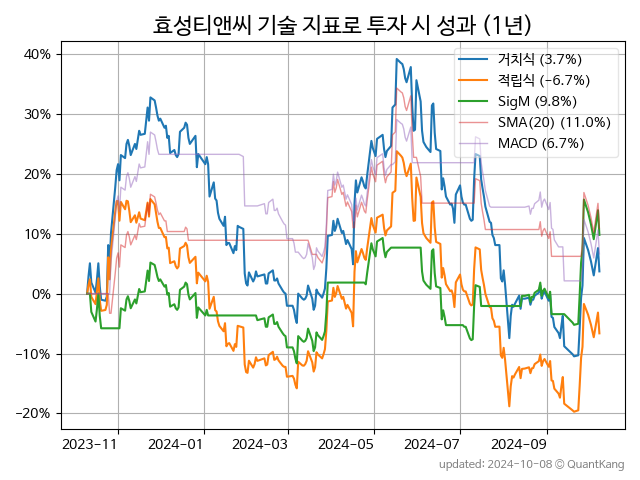 효성티앤씨 기술 지표로 투자 시 성과 (1년)
40%
30%
20%
10%
0%
−10%
−20%
거치식 (3.7%)
적립식 (−6.7%)
SigM (9.8%)
SMA(20) (11.0%)
MACD (6.7%)
2023-11 2024-01 2024-03 2024-05 2024-07 2024-09
updated: 2024-10-08 © QuantKang